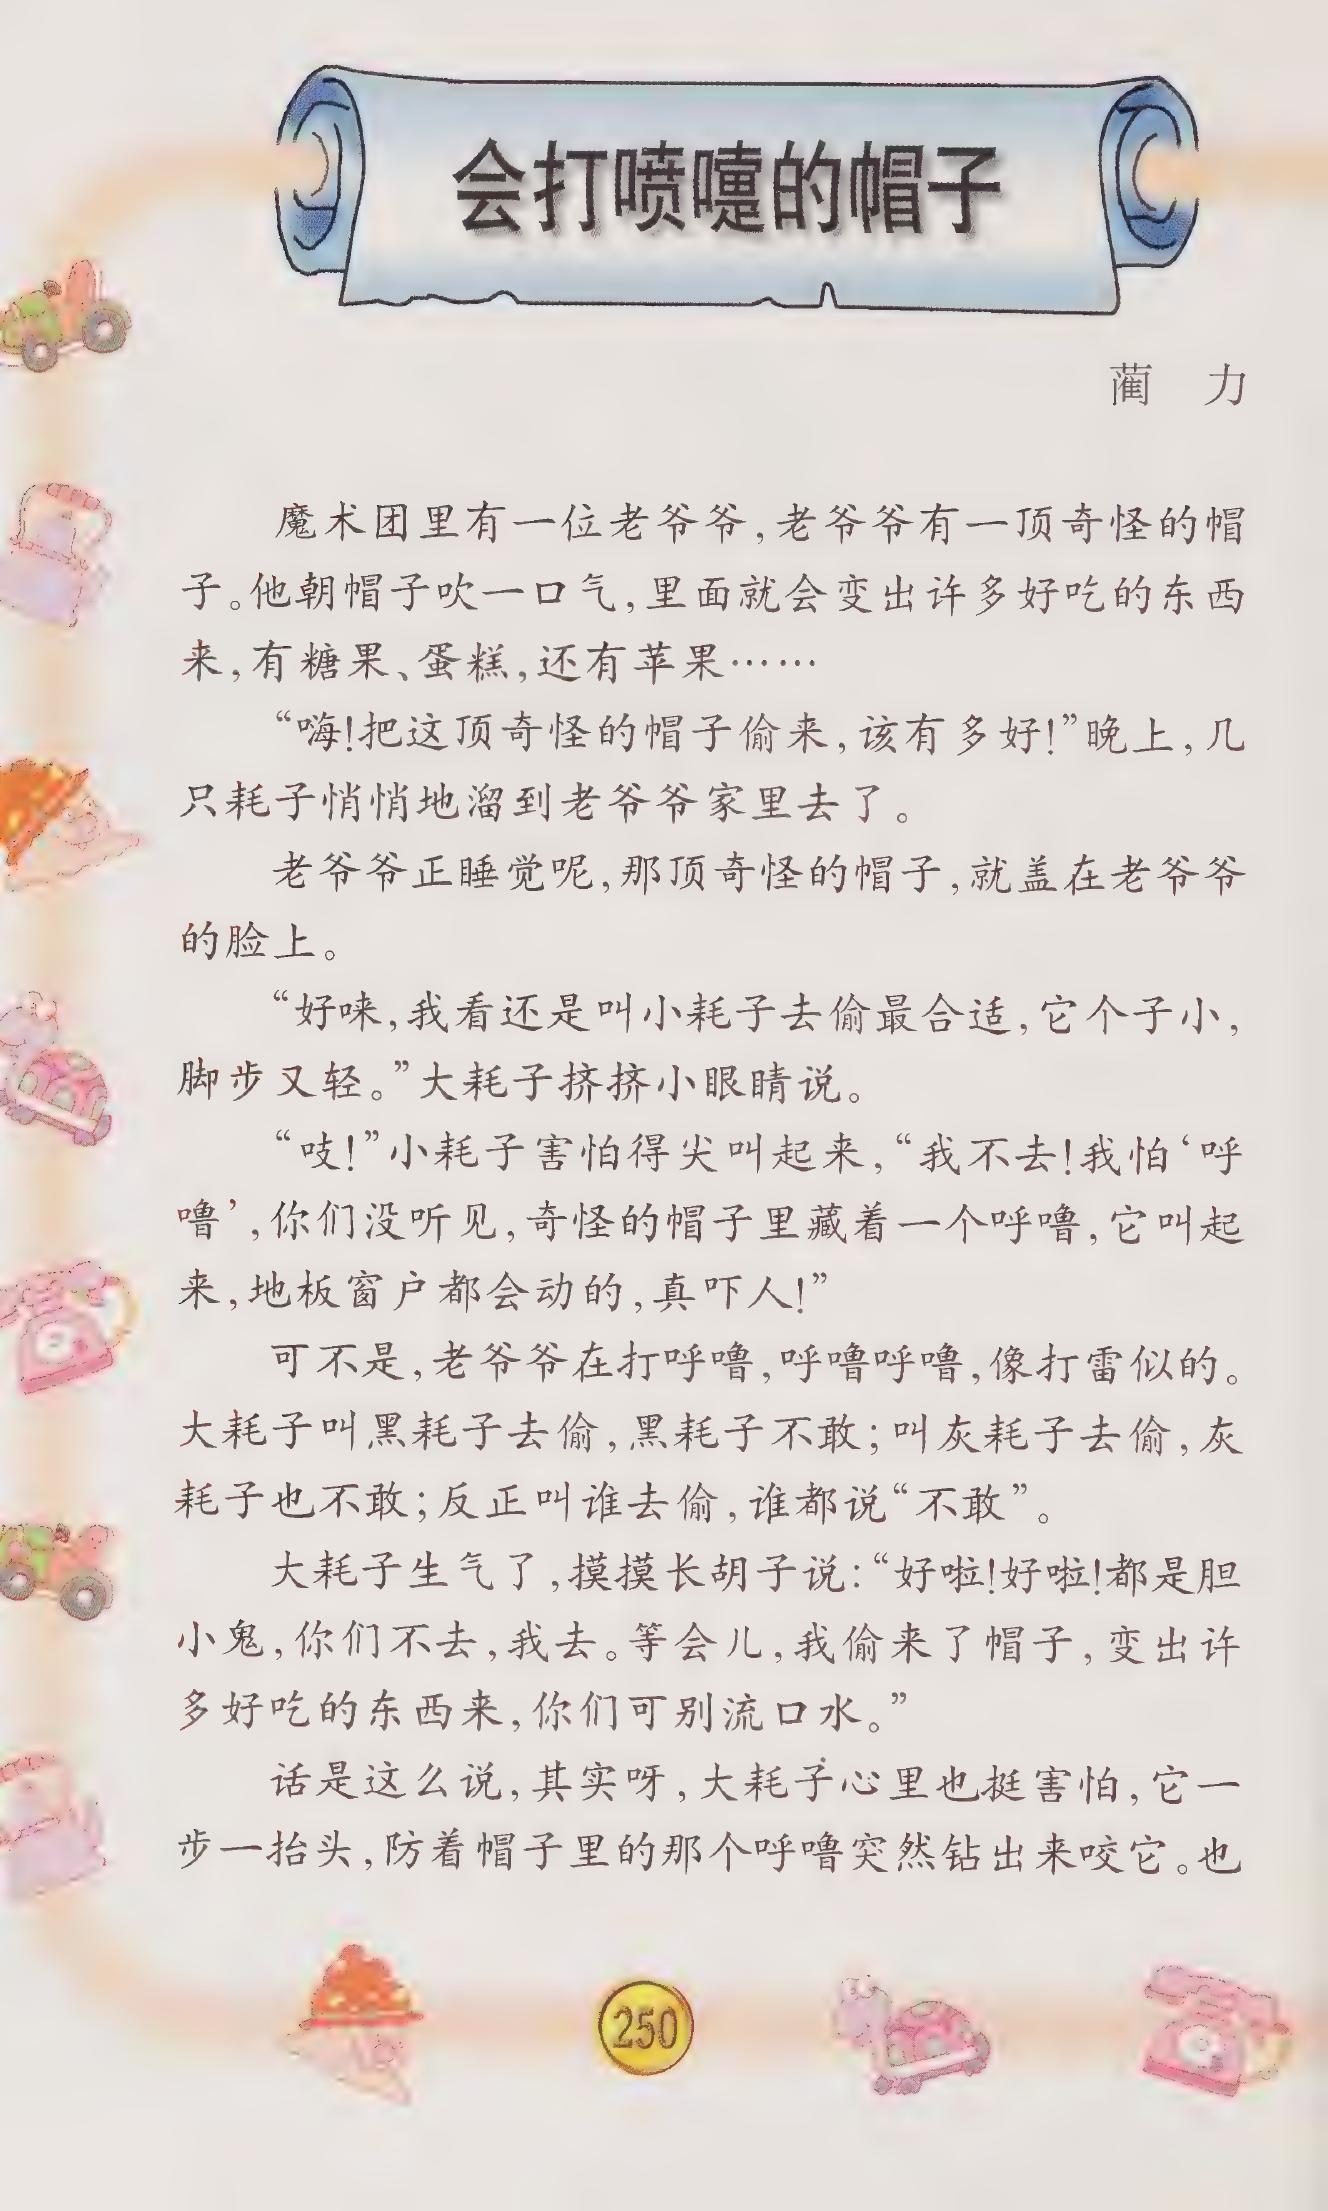 会打喷嚏的帽子
蔺　力
魔术团里有一位老爷爷，老爷爷有一顶奇怪的帽
子。他朝帽子吹一口气，里面就会变出许多好吃的东西
来，有糖果、蛋糕，还有苹果……
“嗨！把这顶奇怪的帽子偷来，该有多好！”晚上，几
只耗子悄悄地溜到老爷爷家里去了。
老爷爷正睡觉呢，那顶奇怪的帽子，就盖在老爷爷
的脸上。
“好唻，我看还是叫小耗子去偷最合适，它个子小，
脚步又轻。”大耗子挤挤小眼睛说。
“吱！”小耗子害怕得尖叫起来，“我不去！我怕‘呼
噜’，你们没听见，奇怪的帽子里藏着一个呼噜，它叫起
来，地板窗户都会动的，真吓人！”
可不是，老爷爷在打呼噜，呼噜呼噜，像打雷似的。
大耗子叫黑耗子去偷，黑耗子不敢；叫灰耗子去偷，灰
耗子也不敢；反正叫谁去偷，谁都说“不敢”。
大耗子生气了，摸摸长胡子说：“好啦！好啦！都是胆
小鬼，你们不去，我去。等会儿，我偷来了帽子，变出许
多好吃的东西来，你们可别流口水。”
话是这么说，其实呀，大耗子心里也挺害怕，它一
步一抬头，防着帽子里的那个呼噜突然钻出来咬它。也
250